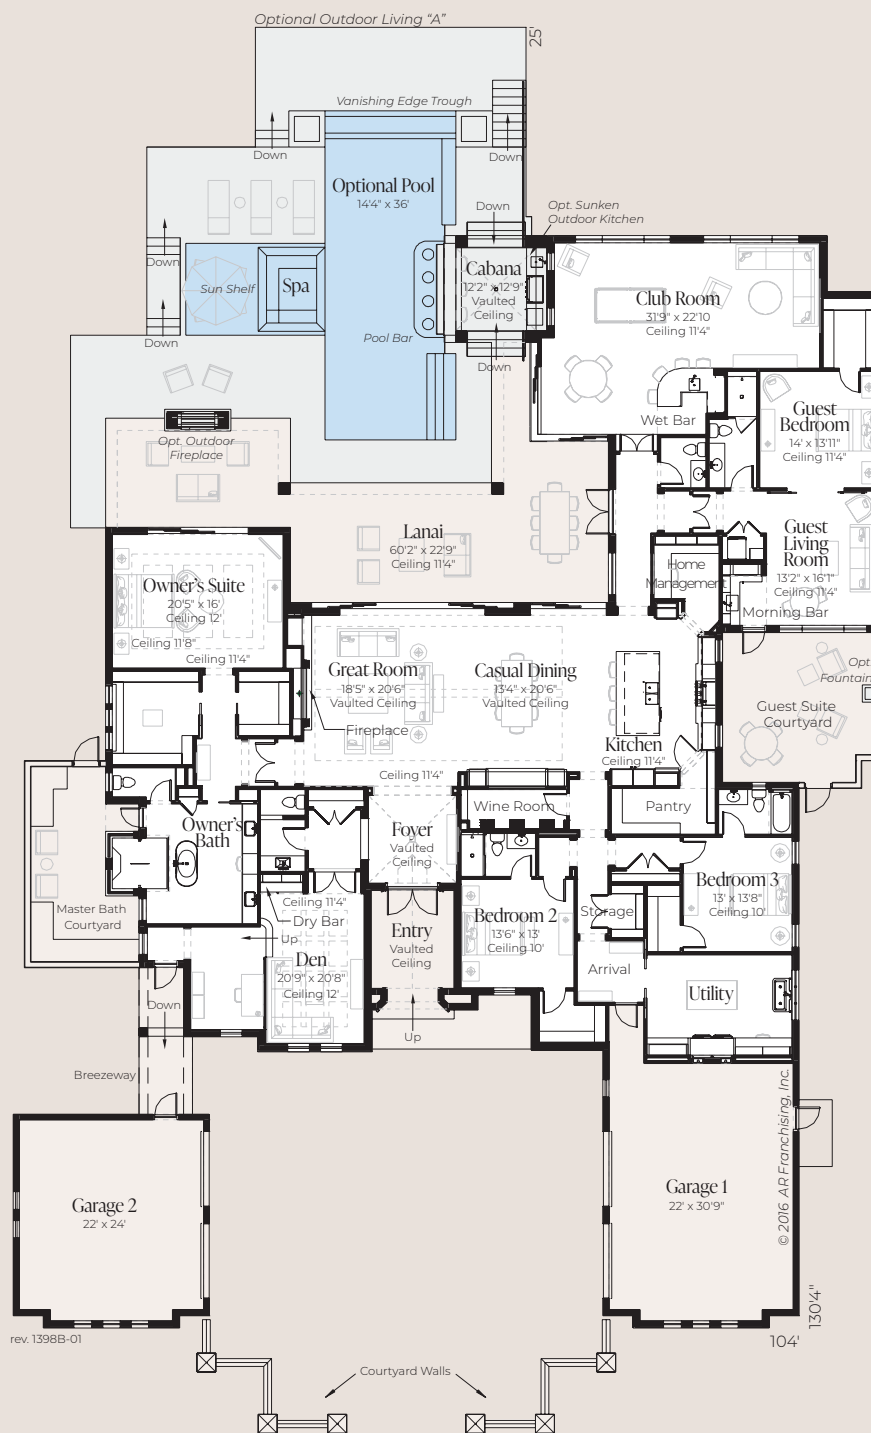 Optional Outdoor Living "A"
25'
Vanishing Edge Trough
Down
Down
Optional Pool
14'4" x 36'
Down
Opt. Sunken
Outdoor Kitchen
Down
Sun Shelf
Spa
Cabana
12'2" x 12'9"
Vaulted
Ceiling
Club Room
31'9" x 22'10
Ceiling 11'4"
Down
Pool Bar
Down
Wet Bar
Guest
Bedroom
14' x 13'11"
Ceiling 11'4"
Opt. Outdoor
Fireplace
Lanai
60'2" x 22'9"
Ceiling 11'4"
Guest
Living
Room
13'2" x 16'1"
Ceiling 11'4"
Home
Management
Morning Bar
Owner's Suite
20'5" x 16'
Ceiling 12'
Ceiling 11'8"
Ceiling 11'4"
Great Room
18'5" x 20'6"
Vaulted Ceiling
Casual Dining
13'4" x 20'6"
Vaulted Ceiling
Opt.
Fountain
Guest Suite
Courtyard
Fireplace
Kitchen
Ceiling 11'4"
Ceiling 11'4"
Wine Room
Pantry
Owner's
Bath
Foyer
Vaulted
Ceiling
Master Bath
Courtyard
Ceiling 11'4"
Dry Bar
Up
Den
20'9" x 20'8"
Ceiling 12'
Entry
Vaulted
Ceiling
Bedroom 2
13'6" x 13'
Ceiling 10'
Storage
Bedroom 3
13' x 13'8"
Ceiling 10'
Arrival
Utility
Down
Up
Breezeway
© 2016 AR Franchising, Inc.
Garage 2
22' x 24'
Garage 1
22' x 30'9"
130'4"
104'
rev. 1398B-01
Courtyard Walls